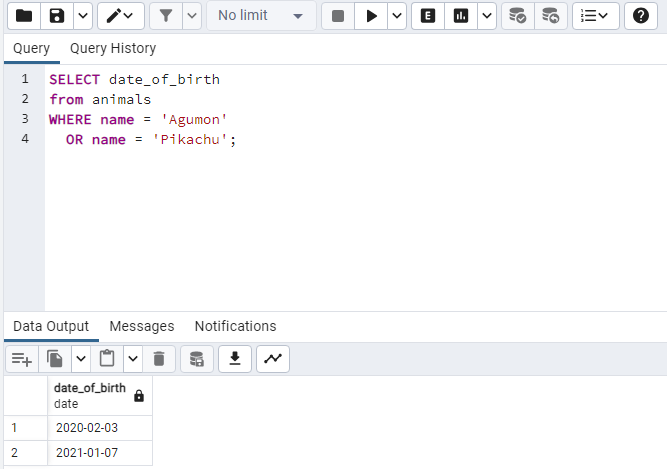 No limit
E
Query Query History
1 SELECT date_of_birth
2 from animals
3 WHERE name = 'Agumon'
4 OR name = 'Pikachu';
Data Output Messages Notifications
date_of_birth
date
1 2020-02-03
2 2021-01-07